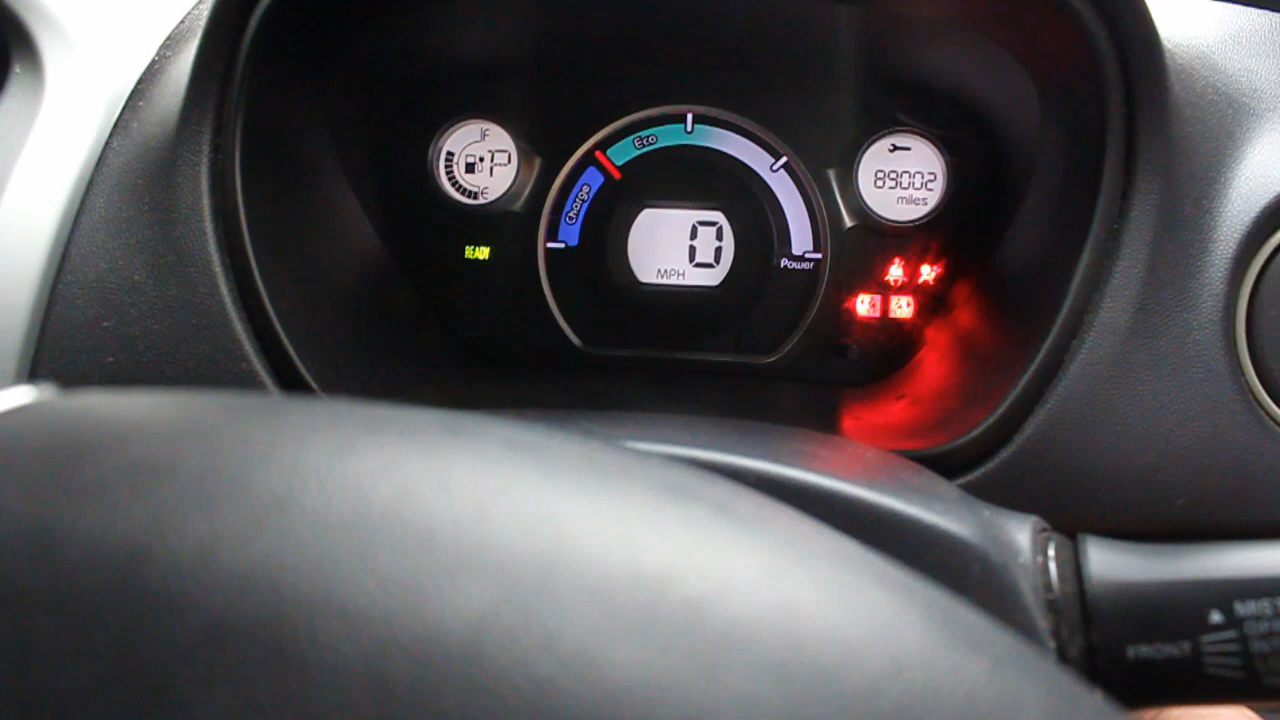 F
P
E
READY
Charge
Eco
Power
0
MPH
89002
miles
MIST
FRONT